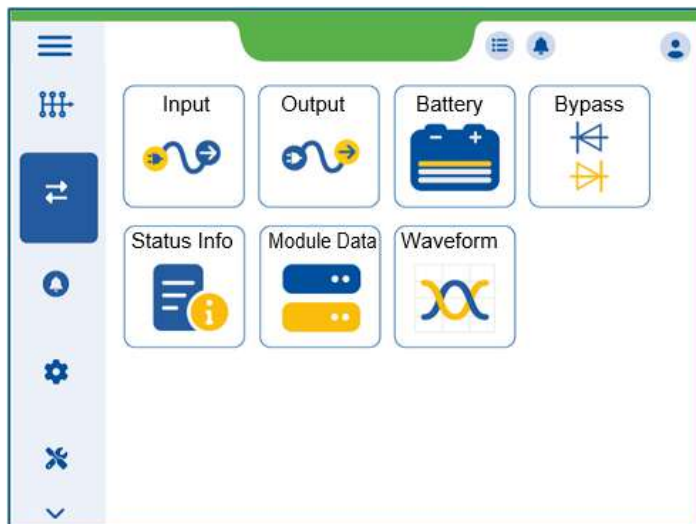 Input
Output
Battery
Bypass
Status Info
Module Data
Waveform